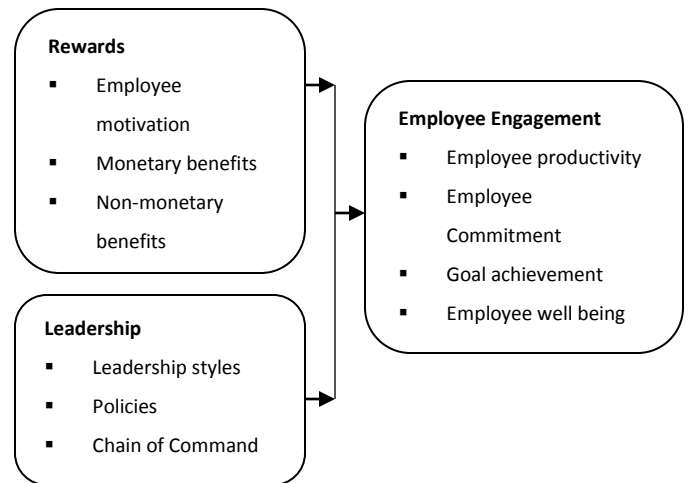 Rewards
▪ Employee
motivation
▪ Monetary benefits
▪ Non-monetary
benefits
Leadership
▪ Leadership styles
▪ Policies
▪ Chain of Command
Employee Engagement
▪ Employee productivity
▪ Employee
Commitment
▪ Goal achievement
▪ Employee well being